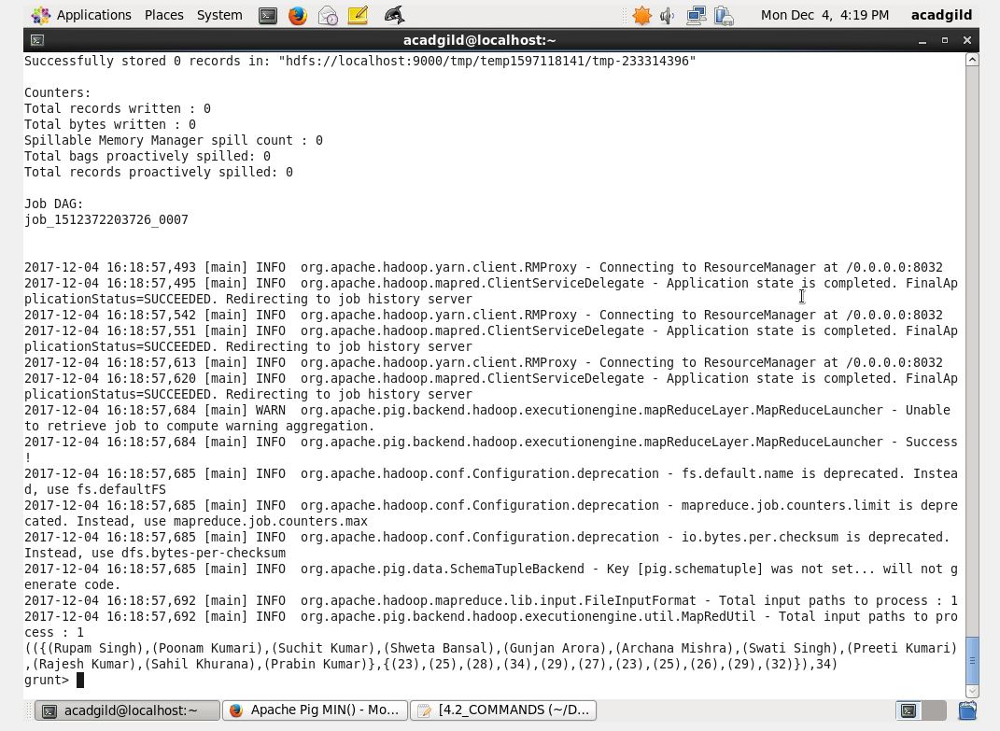 Applications Places System Mon Dec 4, 4:19 PM acadgild
acadgild@localhost:~
Successfully stored 0 records in: "hdfs://localhost:9000/tmp/temp1597118141/tmp-233314396"
Counters:
Total records written : 0
Total bytes written : 0
Spillable Memory Manager spill count : 0
Total bags proactively spilled: 0
Total records proactively spilled: 0
Job DAG:
job_1512372203726_0007
2017-12-04 16:18:57,493 [main] INFO  org.apache.hadoop.yarn.client.RMProxy - Connecting to ResourceManager at /0.0.0.0:8032
2017-12-04 16:18:57,495 [main] INFO  org.apache.hadoop.mapred.ClientServiceDelegate - Application state is completed. FinalAp
plicationStatus=SUCCEEDED. Redirecting to job history server
2017-12-04 16:18:57,542 [main] INFO  org.apache.hadoop.yarn.client.RMProxy - Connecting to ResourceManager at /0.0.0.0:8032
2017-12-04 16:18:57,551 [main] INFO  org.apache.hadoop.mapred.ClientServiceDelegate - Application state is completed. FinalAp
plicationStatus=SUCCEEDED. Redirecting to job history server
2017-12-04 16:18:57,613 [main] INFO  org.apache.hadoop.yarn.client.RMProxy - Connecting to ResourceManager at /0.0.0.0:8032
2017-12-04 16:18:57,620 [main] INFO  org.apache.hadoop.mapred.ClientServiceDelegate - Application state is completed. FinalAp
plicationStatus=SUCCEEDED. Redirecting to job history server
2017-12-04 16:18:57,684 [main] WARN  org.apache.pig.backend.hadoop.executionengine.mapReduceLayer.MapReduceLauncher - Unable
to retrieve job to compute warning aggregation.
2017-12-04 16:18:57,684 [main] INFO  org.apache.pig.backend.hadoop.executionengine.mapReduceLayer.MapReduceLauncher - Success
!
2017-12-04 16:18:57,685 [main] INFO  org.apache.hadoop.conf.Configuration.deprecation - fs.default.name is deprecated. Instea
d, use fs.defaultFS
2017-12-04 16:18:57,685 [main] INFO  org.apache.hadoop.conf.Configuration.deprecation - mapreduce.job.counters.limit is depre
cated. Instead, use mapreduce.job.counters.max
2017-12-04 16:18:57,685 [main] INFO  org.apache.hadoop.conf.Configuration.deprecation - io.bytes.per.checksum is deprecated.
Instead, use dfs.bytes-per-checksum
2017-12-04 16:18:57,685 [main] INFO  org.apache.pig.data.SchemaTupleBackend - Key [pig.schematuple] was not set... will not g
enerate code.
2017-12-04 16:18:57,692 [main] INFO  org.apache.hadoop.mapreduce.lib.input.FileInputFormat - Total input paths to process : 1
2017-12-04 16:18:57,692 [main] INFO  org.apache.pig.backend.hadoop.executionengine.util.MapRedUtil - Total input paths to pro
cess : 1
(({(Rupam Singh),(Poonam Kumari),(Suchit Kumar),(Shweta Bansal),(Gunjan Arora),(Archana Mishra),(Swati Singh),(Preeti Kumari)
,(Rajesh Kumar),(Sahil Khurana),(Prabin Kumar)},{(23),(25),(28),(34),(29),(27),(23),(25),(26),(29),(32)}),34)
grunt>
acadgild@localhost:~ Apache Pig MIN() - Mo... [4.2_COMMANDS (~/D...